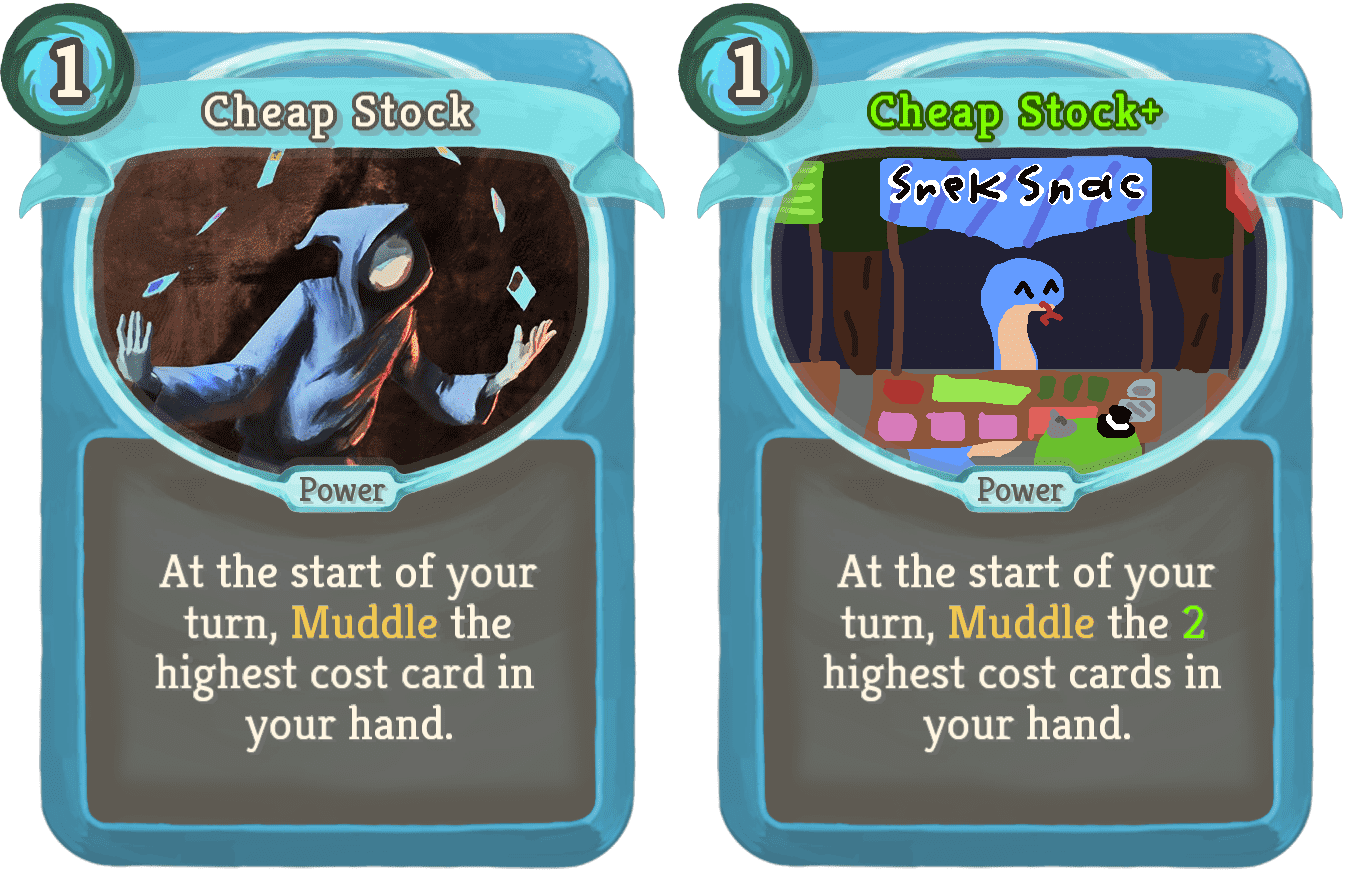 1
Cheap Stock
Power
At the start of your
turn, Muddle the
highest cost card in
your hand.
1
Cheap Stock+
Snek Snac
Power
At the start of your
turn, Muddle the 2
highest cost cards in
your hand.